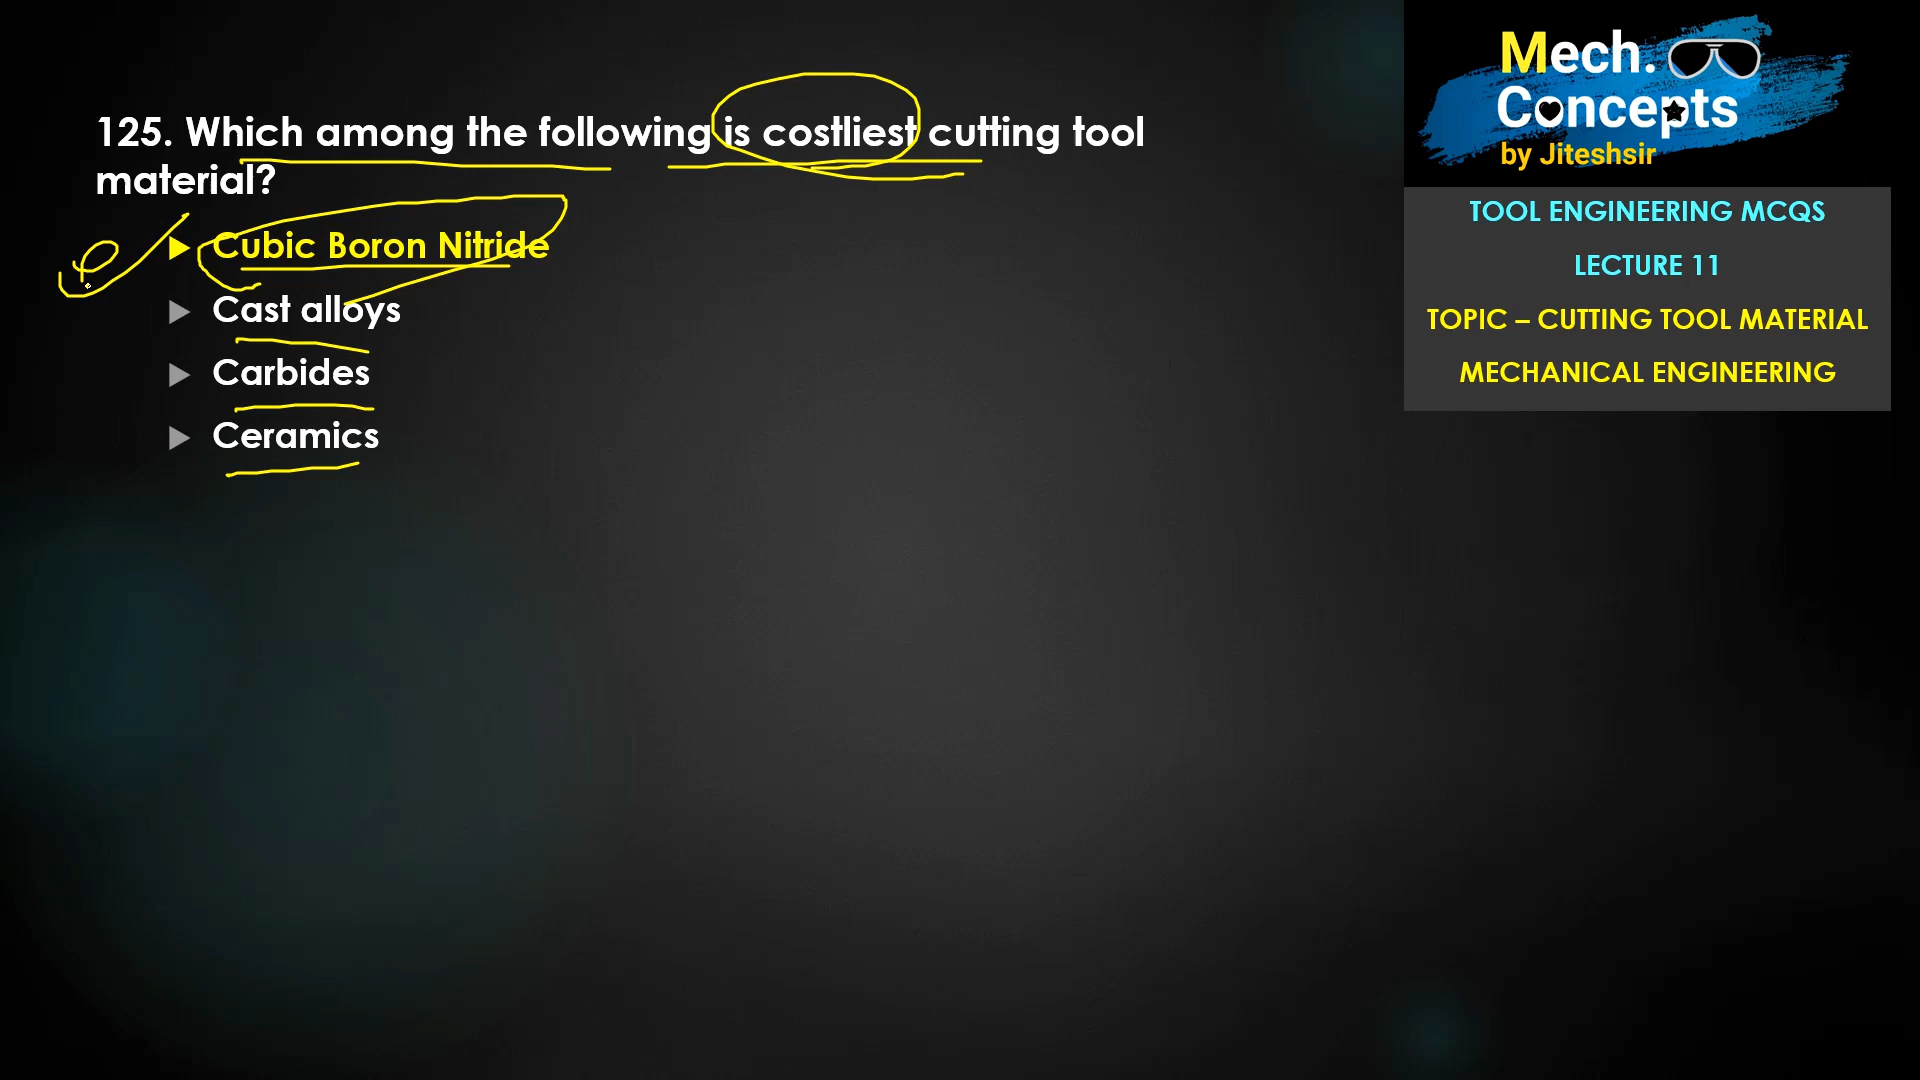 125. Which among the following is costliest cutting tool
material?
Cubic Boron Nitride
Cast alloys
Carbides
Ceramics
Mech.
Concepts
by Jiteshsir
TOOL ENGINEERING MCQS
LECTURE 11
TOPIC – CUTTING TOOL MATERIAL
MECHANICAL ENGINEERING